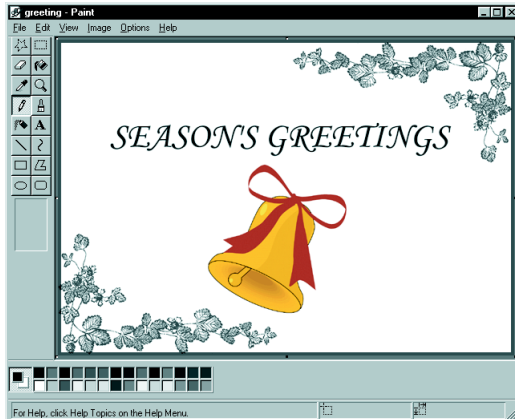 greeting - Paint
File Edit View Image Options Help
A
SEASON'S GREETINGS
For Help, click Help Topics on the Help Menu.